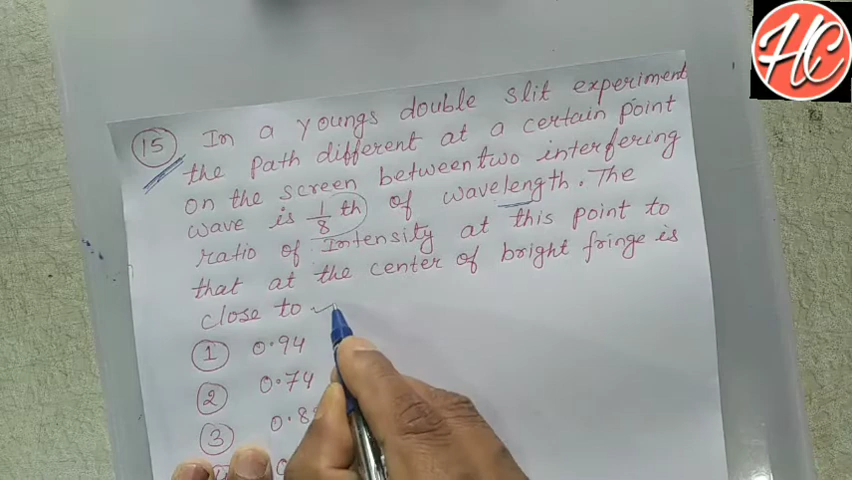 HC
15 In a youngs double slit experiment
the path different at a certain point
on the screen between two interfering
wave is 1/8 th of wavelength. The
ratio of Intensity at this point to
that at the center of bright fringe is
close to
1 0.94
2 0.74
3